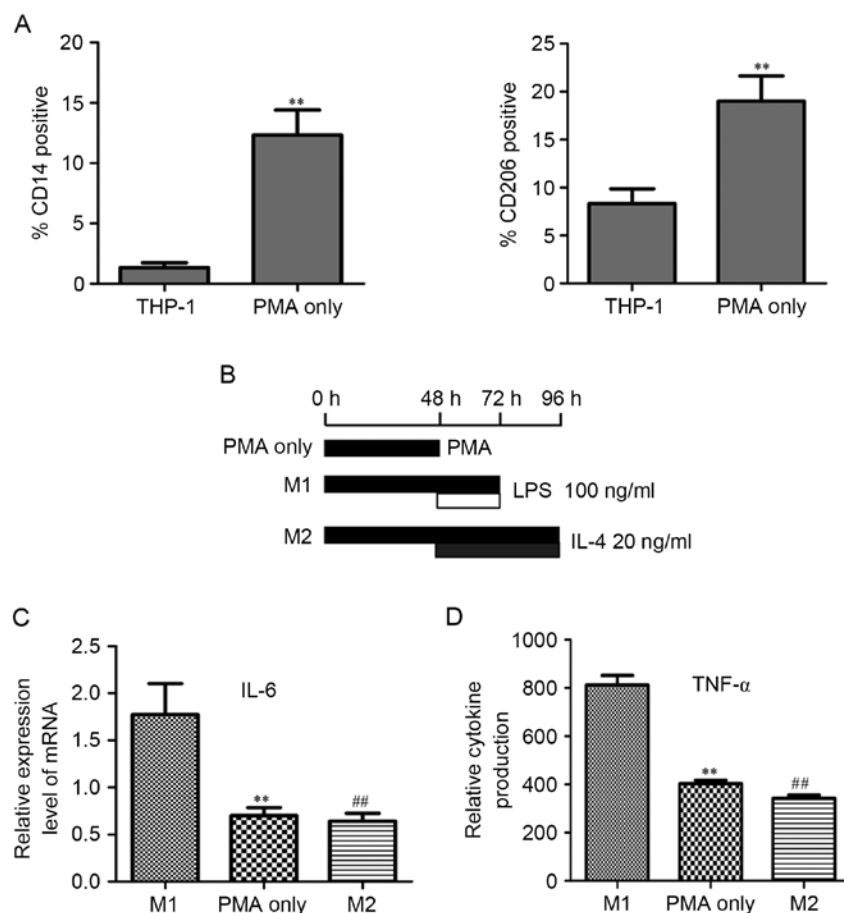 A
% CD14 positive
20
15
10
5
0
**
THP-1 PMA only
% CD206 positive
25
20
15
10
5
0
**
THP-1 PMA only
B
0 h 48 h 72 h 96 h
PMA only PMA
M1 LPS 100 ng/ml
M2 IL-4 20 ng/ml
C
Relative expression
level of mRNA
2.5
2.0
1.5
1.0
0.5
0.0
IL-6
** ##
M1 PMA only M2
D
Relative cytokine
production
1000
800
600
400
200
0
TNF-α
** ##
M1 PMA only M2